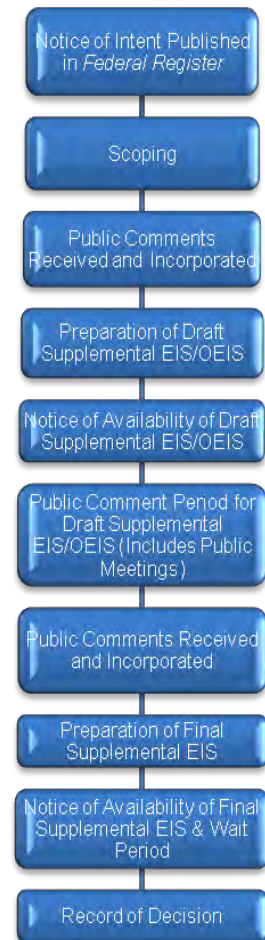 Notice of Intent Published
in Federal Register
Scoping
Public Comments
Received and Incorporated
Preparation of Draft
Supplemental EIS/OEIS
Notice of Availability of Draft
Supplemental EIS/OEIS
Public Comment Period for
Draft Supplemental
EIS/OEIS (Includes Public
Meetings)
Public Comments Received
and Incorporated
Preparation of Final
Supplemental EIS
Notice of Availability of Final
Supplemental EIS & Wait
Period
Record of Decision